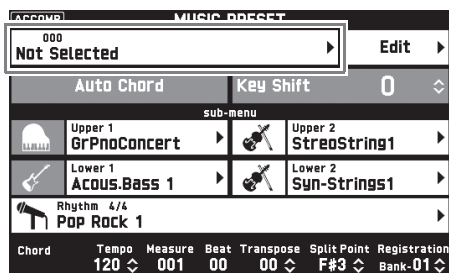 ACCOMP MUSIC PRESET
000
Not Selected Edit
Auto Chord Key Shift 0
sub-menu
Upper 1 Upper 2
GrPnoConcert StreoString1
Lower 1 Lower 2
Acous.Bass 1 Syn-Strings1
Rhythm 4/4
Pop Rock 1
Chord Tempo Measure Beat Transpose Split Point Registration
120 001 00 00 F#3 Bank-01